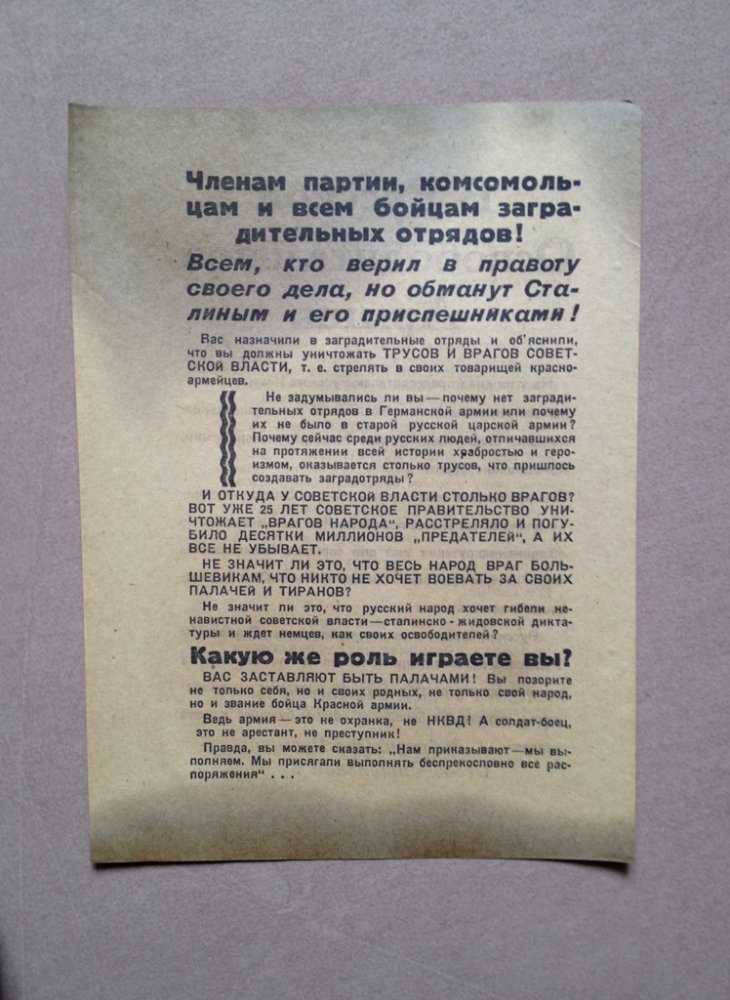 Членам партии, комсомоль-
цам и всем бойцам загра-
дительных отрядов!
Всем, кто верил в правоту
своего дела, но обманут Ста-
линым и его приспешниками!
Вас назначили в заградительные отряды и об'яснили,
что вы должны уничтожать ТРУСОВ И ВРАГОВ СОВЕТ-
СКОЙ ВЛАСТИ, т. е. стрелять в своих товарищей красно-
армейцев.
Не задумывались ли вы — почему нет загради-
тельных отрядов в Германской армии или почему
их не было в старой русской царской армии?
Почему сейчас среди русских людей, отличавшихся
на протяжении всей истории храбростью и геро-
измом, оказывается столько трусов, что пришлось
создавать заградотряды?
И ОТКУДА У СОВЕТСКОЙ ВЛАСТИ СТОЛЬКО ВРАГОВ?
ВОТ УЖЕ 25 ЛЕТ СОВЕТСКОЕ ПРАВИТЕЛЬСТВО УНИ-
ЧТОЖАЕТ „ВРАГОВ НАРОДА", РАССТРЕЛЯЛО И ПОГУ-
БИЛО ДЕСЯТКИ МИЛЛИОНОВ „ПРЕДАТЕЛЕЙ", А ИХ
ВСЕ НЕ УБЫВАЕТ.
НЕ ЗНАЧИТ ЛИ ЭТО, ЧТО ВЕСЬ НАРОД ВРАГ БОЛЬ-
ШЕВИКАМ, ЧТО НИКТО НЕ ХОЧЕТ ВОЕВАТЬ ЗА СВОИХ
ПАЛАЧЕЙ И ТИРАНОВ?
Не значит ли это, что русский народ хочет гибели не-
навистной советской власти — сталинско-жидовской дикта-
туры и ждет немцев, как своих освободителей?
Какую же роль играете вы?
ВАС ЗАСТАВЛЯЮТ БЫТЬ ПАЛАЧАМИ! Вы позорите
не только себя, но и своих родных, не только свой народ,
но и звание бойца Красной армии.
Ведь армия — это не охранка, не НКВД! А солдат-боец,
это не арестант, не преступник!
Правда, вы можете сказать: „Нам приказывают — мы вы-
полняем. Мы присягали выполнять беспрекословно все рас-
поряжения" . . .